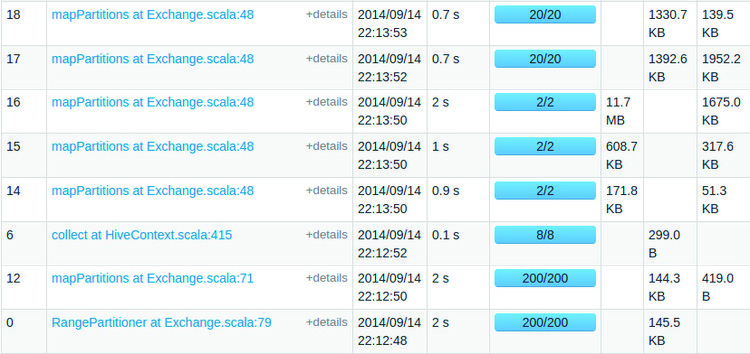 18 mapPartitions at Exchange.scala:48 +details 2014/09/14 0.7 s 20/20 1330.7 139.5
22:13:53 KB KB
17 mapPartitions at Exchange.scala:48 +details 2014/09/14 0.7 s 20/20 1392.6 1952.2
22:13:52 KB KB
16 mapPartitions at Exchange.scala:48 +details 2014/09/14 2 s 2/2 11.7 1675.0
22:13:50 MB KB
15 mapPartitions at Exchange.scala:48 +details 2014/09/14 1 s 2/2 608.7 317.6
22:13:50 KB KB
14 mapPartitions at Exchange.scala:48 +details 2014/09/14 0.9 s 2/2 171.8 51.3
22:13:50 KB KB
6 collect at HiveContext.scala:415 +details 2014/09/14 0.1 s 8/8 299.0
22:12:52 B
12 mapPartitions at Exchange.scala:71 +details 2014/09/14 2 s 200/200 144.3 419.0
22:12:50 KB B
0 RangePartitioner at Exchange.scala:79 +details 2014/09/14 2 s 200/200 145.5
22:12:48 KB